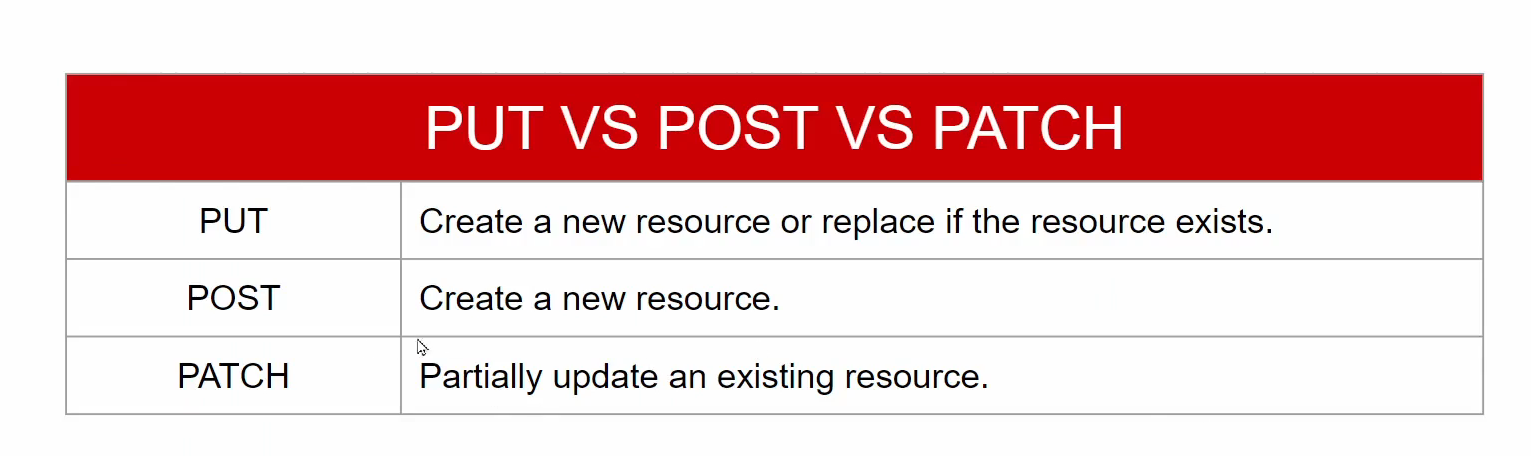 PUT VS POST VS PATCH
PUT Create a new resource or replace if the resource exists.
POST Create a new resource.
PATCH Partially update an existing resource.